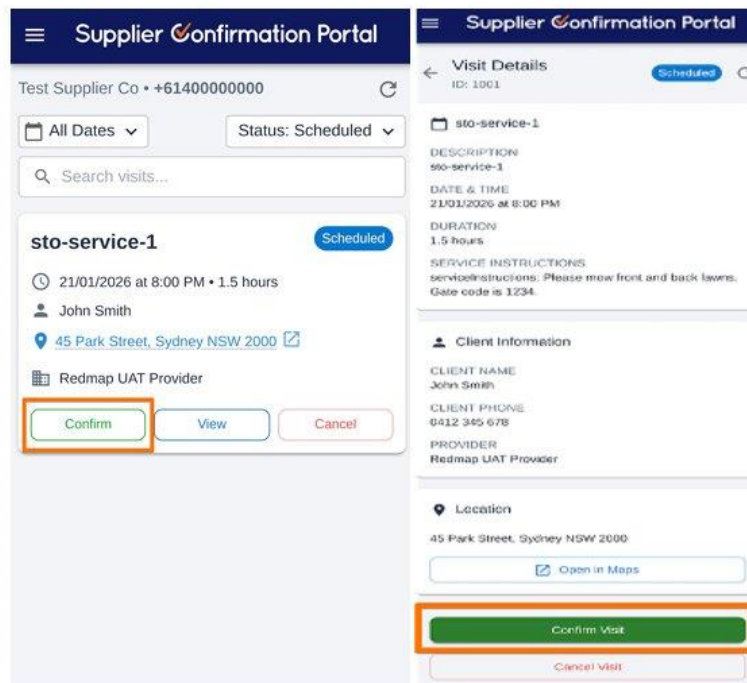 Supplier Confirmation Portal
Test Supplier Co • +61400000000
All Dates
Status: Scheduled
Search visits...
sto-service-1
Scheduled
21/01/2026 at 8:00 PM • 1.5 hours
John Smith
45 Park Street, Sydney NSW 2000
Redmap UAT Provider
Confirm
View
Cancel
Supplier Confirmation Portal
Visit Details
Scheduled
ID: 1001
sto-service-1
DESCRIPTION
sto-service-1
DATE & TIME
21/01/2026 at 8:00 PM
DURATION
1.5 hours
SERVICE INSTRUCTIONS
serviceInstructions: Please mow front and back lawns.
Gate code is 1234.
Client Information
CLIENT NAME
John Smith
CLIENT PHONE
0412 345 678
PROVIDER
Redmap UAT Provider
Location
45 Park Street, Sydney NSW 2000
Open in Maps
Confirm Visit
Cancel Visit